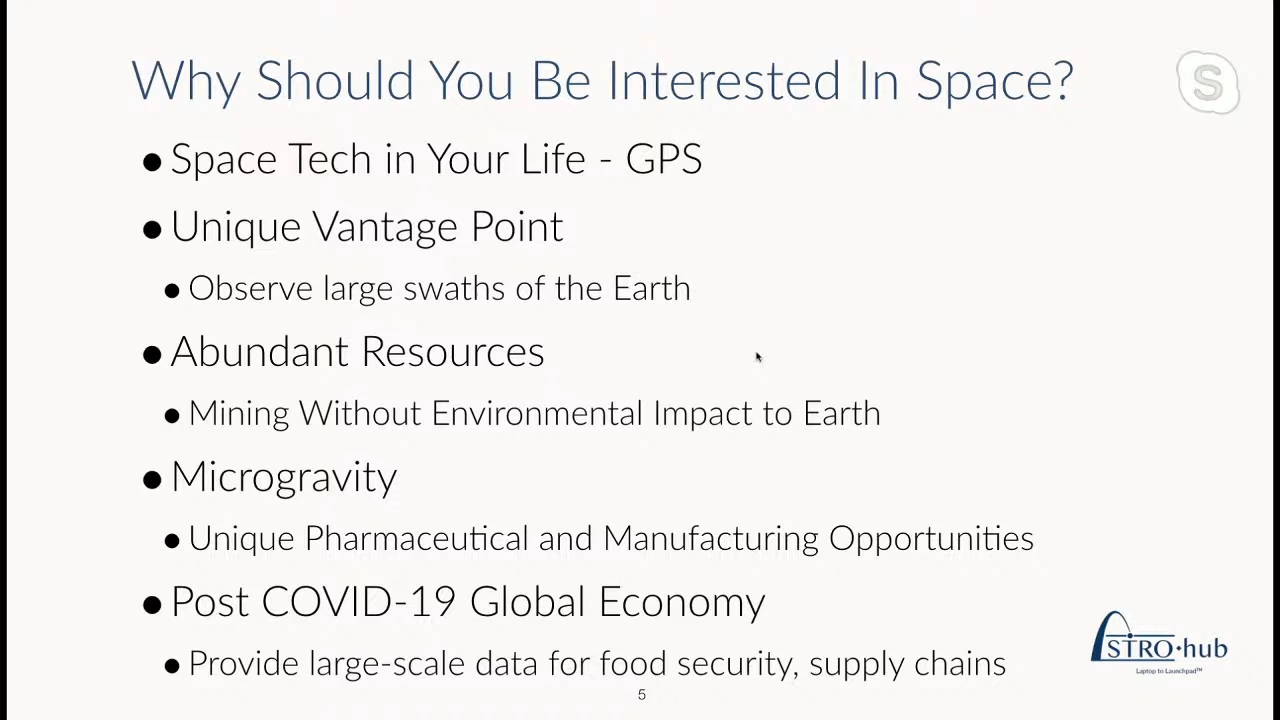 Why Should You Be Interested In Space?
S
● Space Tech in Your Life - GPS
● Unique Vantage Point
● Observe large swaths of the Earth
● Abundant Resources
● Mining Without Environmental Impact to Earth
● Microgravity
● Unique Pharmaceutical and Manufacturing Opportunities
● Post COVID-19 Global Economy
● Provide large-scale data for food security, supply chains
ASTRO·hub
Laptop to Launchpad™
5